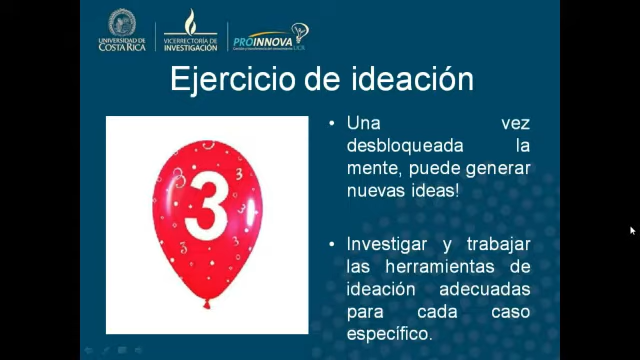 UNIVERSIDAD DE
COSTA RICA
VICERRECTORÍA DE
INVESTIGACIÓN
PROINNOVA
UCR
Ejercicio de ideación
3
• Una vez
desbloqueada la
mente, puede generar
nuevas ideas!
• Investigar y trabajar
las herramientas de
ideación adecuadas
para cada caso
específico.